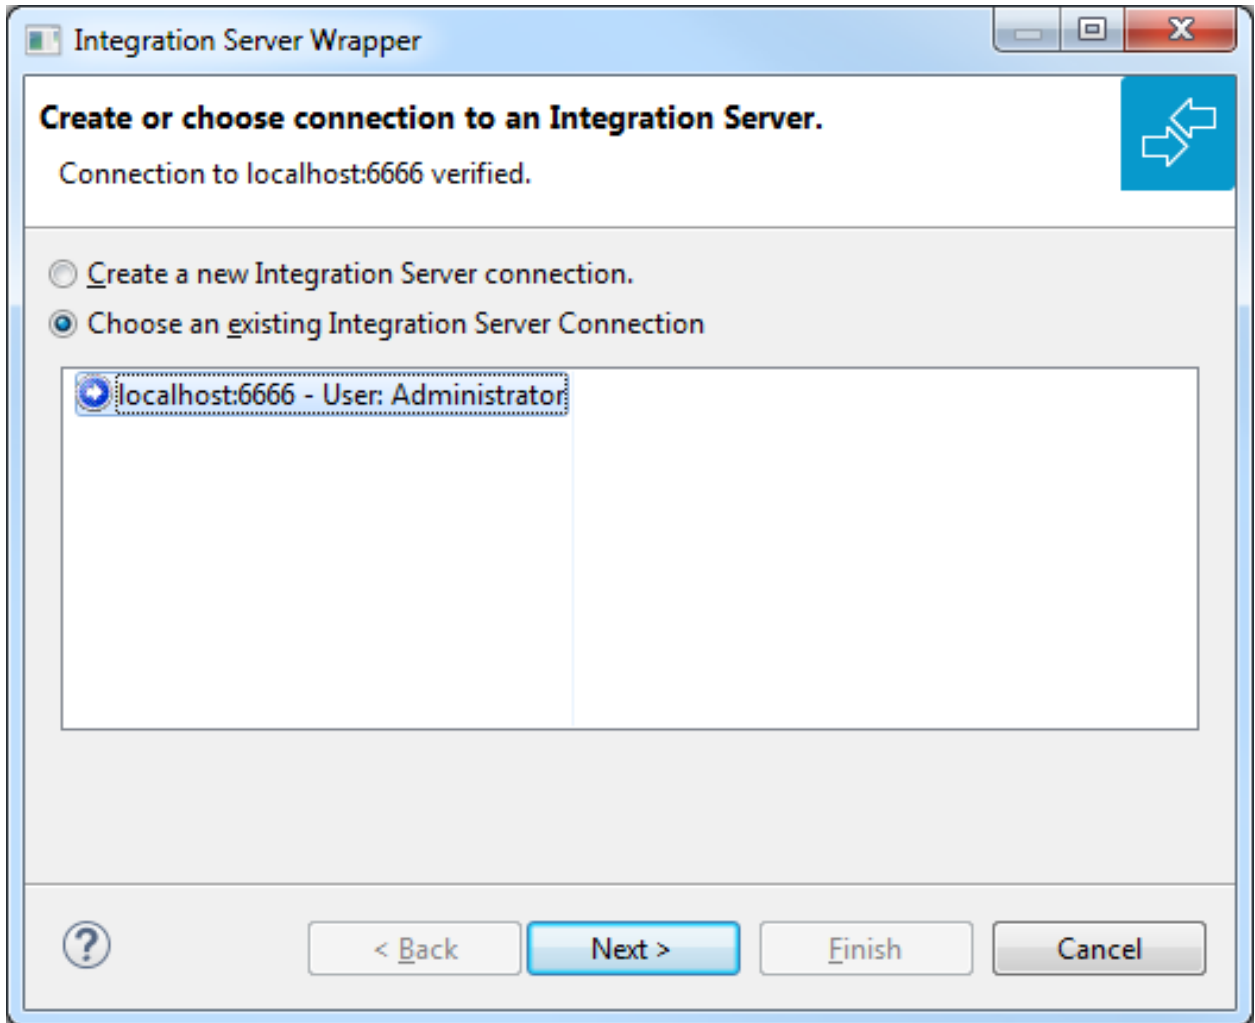 Integration Server Wrapper
Create or choose connection to an Integration Server.
Connection to localhost:6666 verified.
Create a new Integration Server connection.
Choose an existing Integration Server Connection
localhost:6666 - User: Administrator
?
< Back
Next >
Finish
Cancel